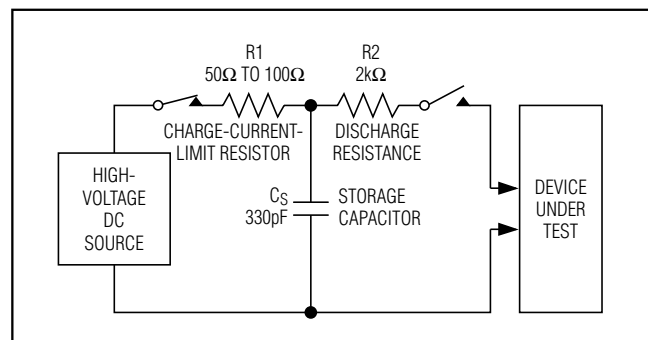 R1
50Ω TO 100Ω
CHARGE-CURRENT-
LIMIT RESISTOR
R2
2kΩ
DISCHARGE
RESISTANCE
HIGH-
VOLTAGE
DC
SOURCE
CS
330pF
STORAGE
CAPACITOR
DEVICE
UNDER
TEST